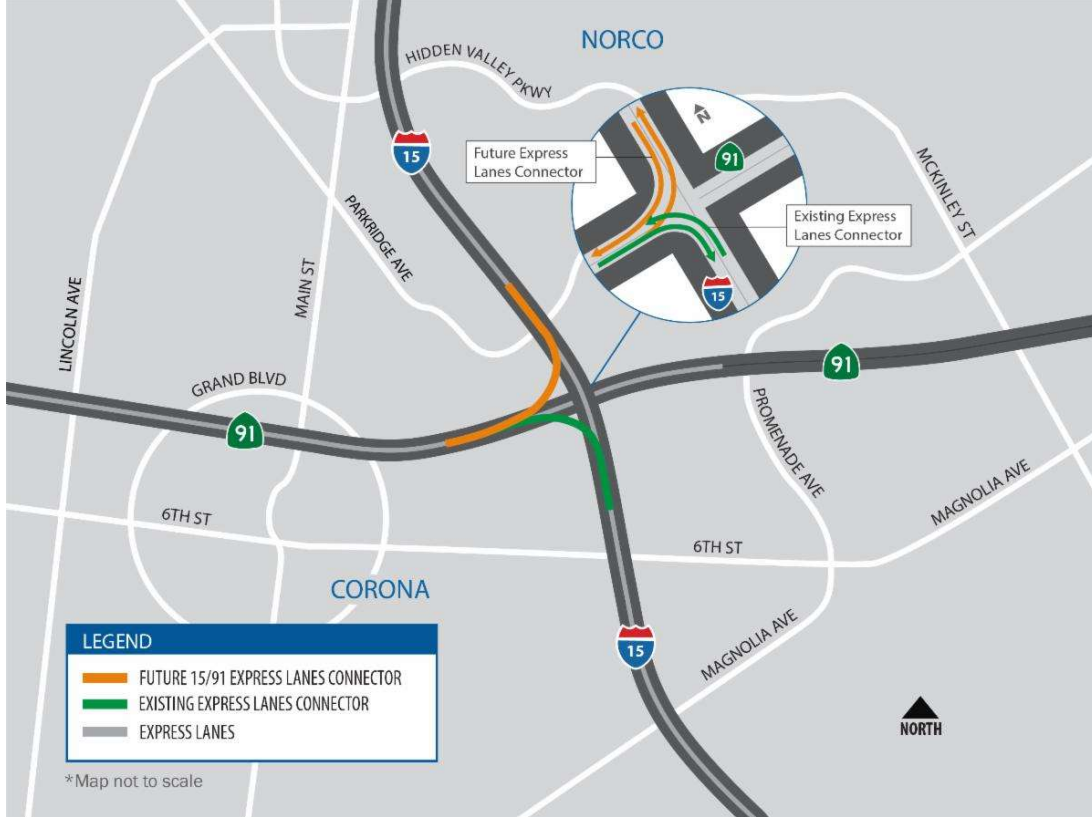 NORCO
HIDDEN VALLEY PKWY
15
Future Express
Lanes Connector
N
91
MCKINLEY ST
Existing Express
Lanes Connector
15
PARKRIDGE AVE
MAIN ST
LINCOLN AVE
GRAND BLVD
91
91
PROMENADE AVE
MAGNOLIA AVE
6TH ST
6TH ST
CORONA
15
MAGNOLIA AVE
LEGEND
FUTURE 15/91 EXPRESS LANES CONNECTOR
EXISTING EXPRESS LANES CONNECTOR
EXPRESS LANES
NORTH
*Map not to scale